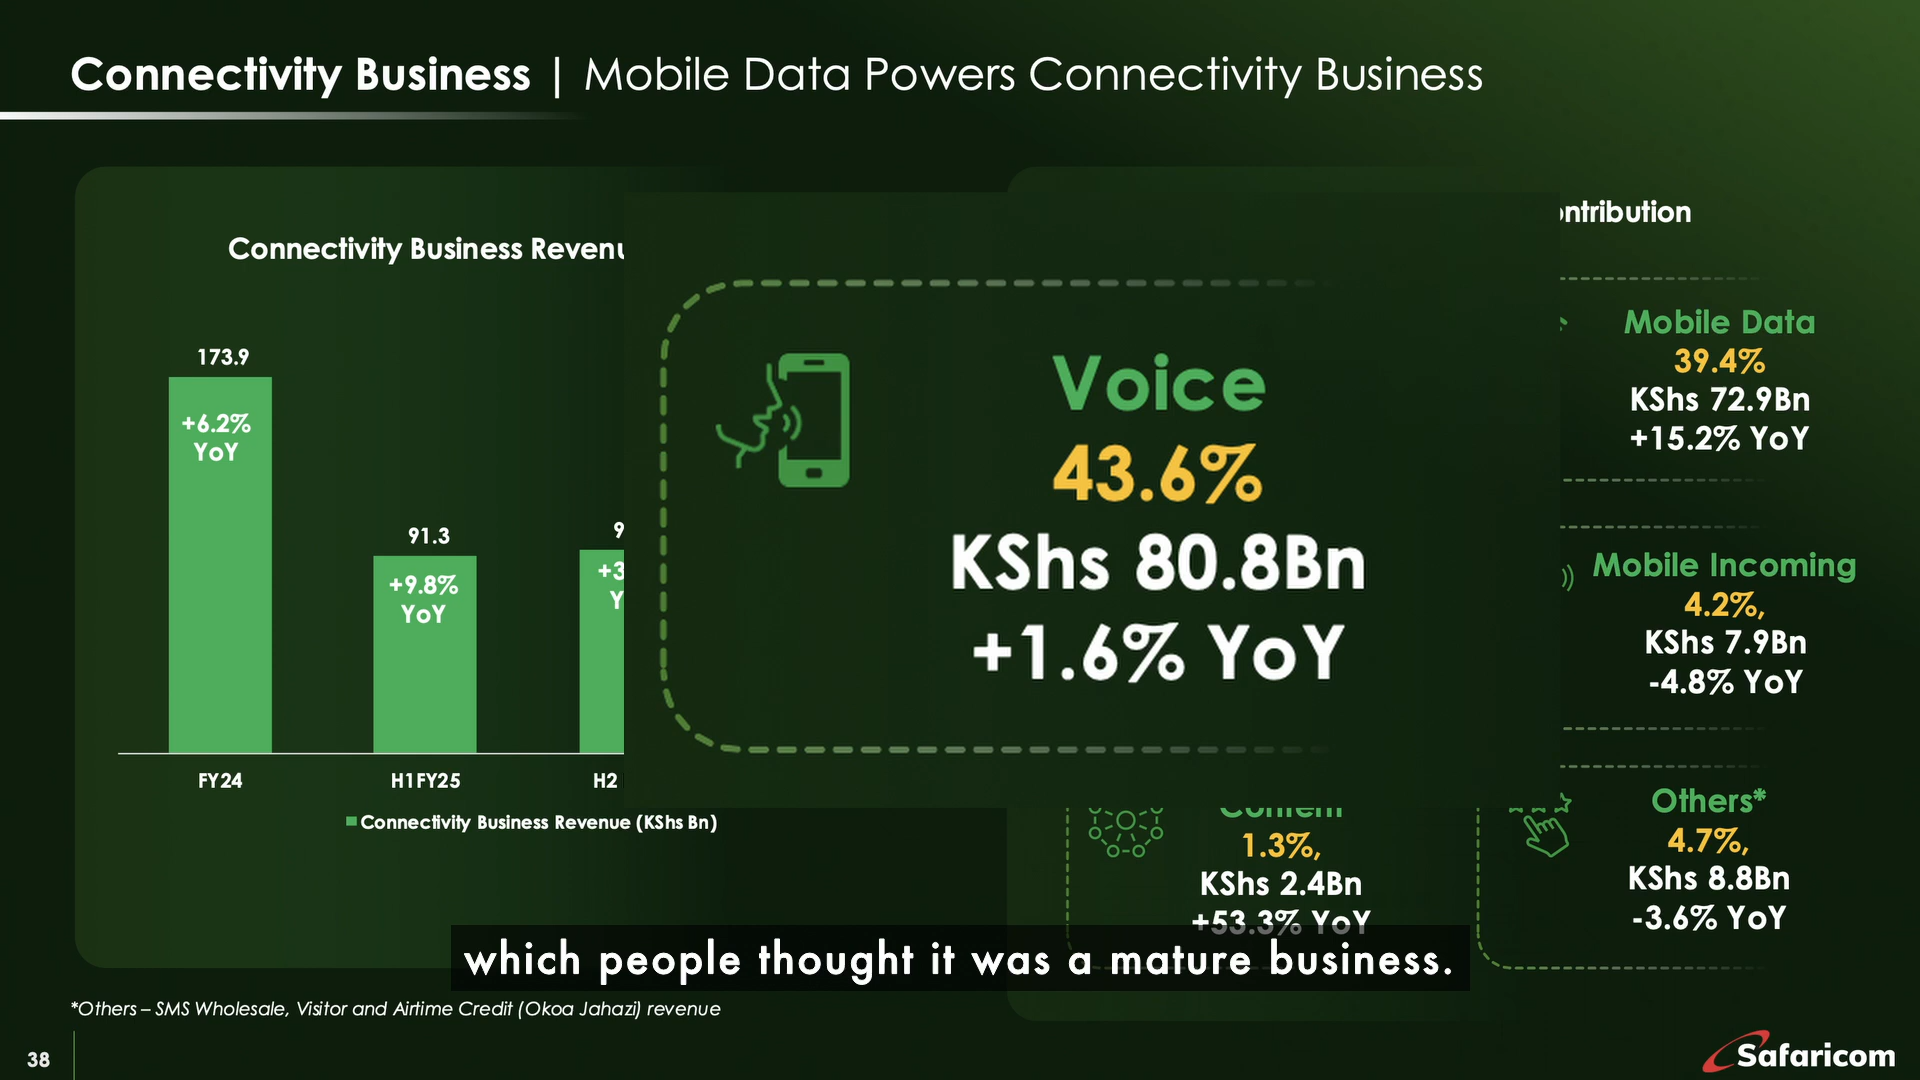 Connectivity Business | Mobile Data Powers Connectivity Business
Connectivity Business
173.9
+6.2%
YoY
91.3
+9.8%
YoY
FY24
H1FY25
H2
Connectivity Business Revenue (KShs Bn)
Voice
43.6%
KShs 80.8Bn
+1.6% YoY
Mobile Data
39.4%
KShs 72.9Bn
+15.2% YoY
Mobile Incoming
4.2%,
KShs 7.9Bn
-4.8% YoY
1.3%,
KShs 2.4Bn
+53.3% YoY
Others*
4.7%,
KShs 8.8Bn
-3.6% YoY
which people thought it was a mature business.
*Others – SMS Wholesale, Visitor and Airtime Credit (Okoa Jahazi) revenue
38
Safaricom